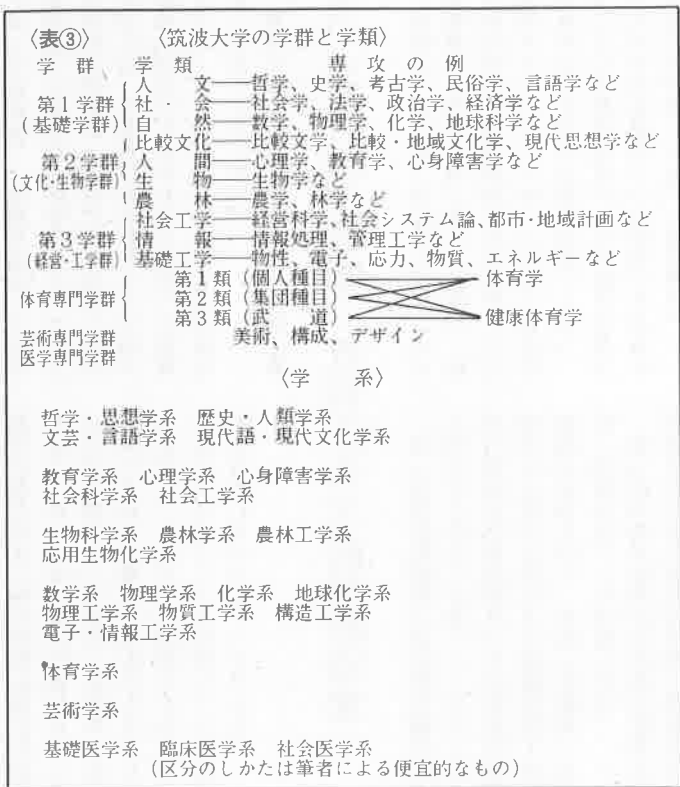 〈表③〉 〈筑波大学の学群と学類〉
学 群 学 類 専 攻 の 例
人 文――哲学、史学、考古学、民俗学、言語学など
第1学群 社・会――社会学、法学、政治学、経済学など
(基礎学群) 自 然――数学、物理学、化学、地球科学など
比較文化――比較文学、比較・地域文化学、現代思想学など
第2学群 人 間――心理学、教育学、心身障害学など
(文化・生物学群) 生 物――生物学など
農 林――農学、林学など
社会工学――経営科学、社会システム論、都市・地域計画など
第3学群 情 報――情報処理、管理工学など
(経営・工学群) 基礎工学――物性、電子、応力、物質、エネルギーなど
第1類(個人種目) 体育学
体育専門学群 第2類(集団種目)
第3類(武 道) 健康体育学
芸術専門学群 美術、構成、デザイン
医学専門学群
〈学 系〉
哲学・思想学系 歴史・人類学系
文芸・言語学系 現代語・現代文化学系
教育学系 心理学系 心身障害学系
社会科学系 社会工学系
生物科学系 農林学系 農林工学系
応用生物化学系
数学系 物理学系 化学系 地球化学系
物理工学系 物質工学系 構造工学系
電子・情報工学系
体育学系
芸術学系
基礎医学系 臨床医学系 社会医学系
(区分のしかたは筆者による便宜的なもの)